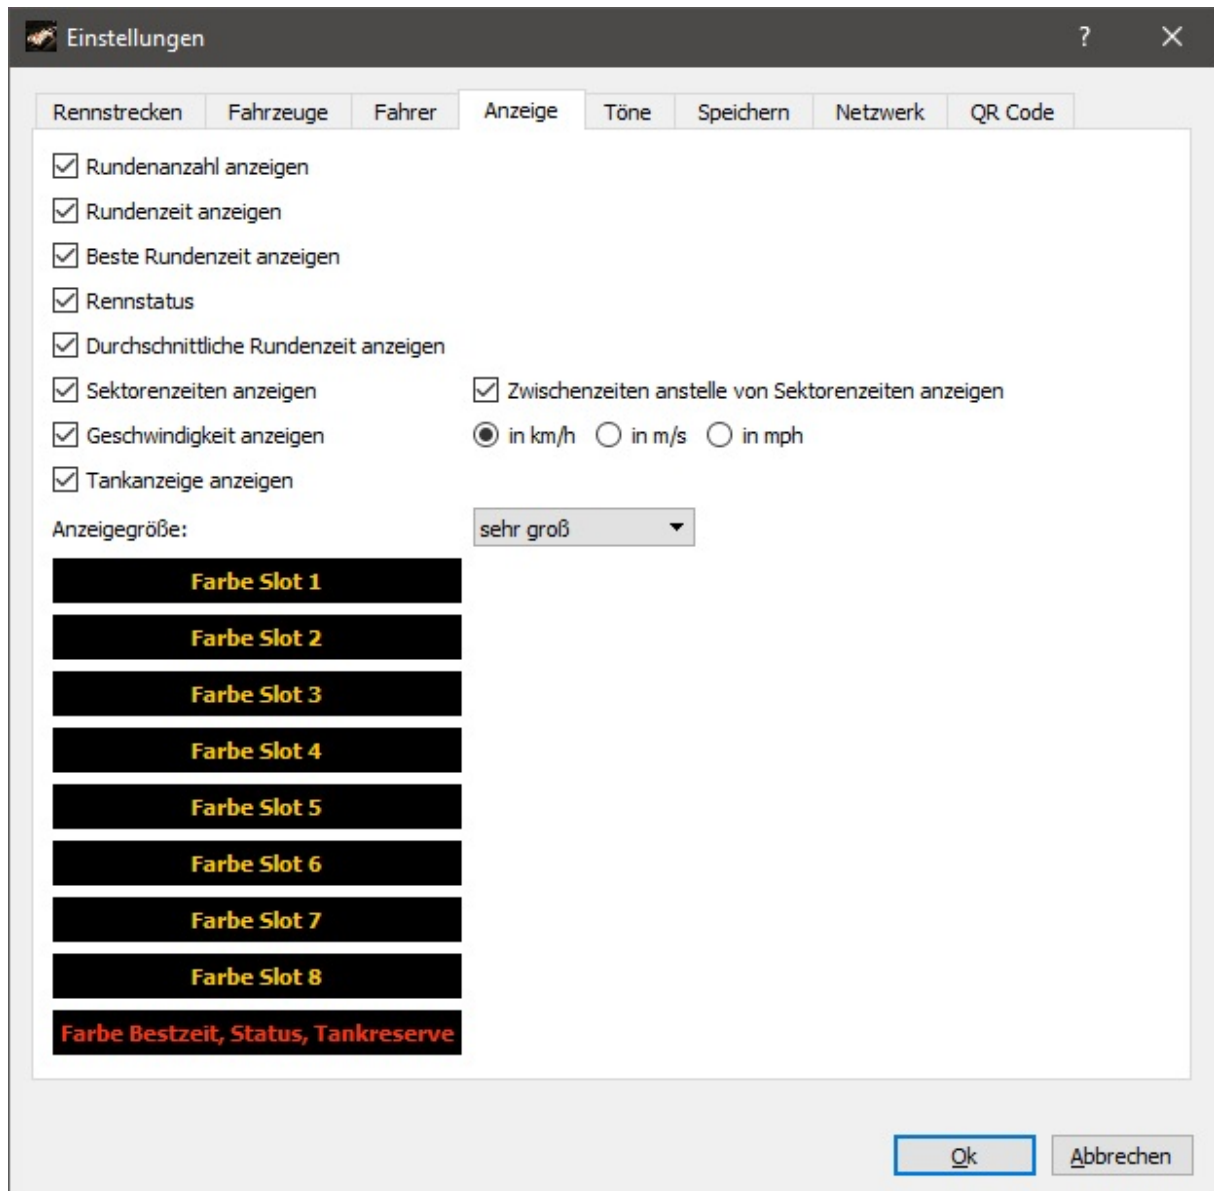 Einstellungen ?
Rennstrecken Fahrzeuge Fahrer Anzeige Töne Speichern Netzwerk QR Code
Rundenanzahl anzeigen
Rundenzeit anzeigen
Beste Rundenzeit anzeigen
Rennstatus
Durchschnittliche Rundenzeit anzeigen
Sektorenzeiten anzeigen Zwischenzeiten anstelle von Sektorenzeiten anzeigen
Geschwindigkeit anzeigen in km/h in m/s in mph
Tankanzeige anzeigen
Anzeigegröße: sehr groß
Farbe Slot 1
Farbe Slot 2
Farbe Slot 3
Farbe Slot 4
Farbe Slot 5
Farbe Slot 6
Farbe Slot 7
Farbe Slot 8
Farbe Bestzeit, Status, Tankreserve
Ok Abbrechen